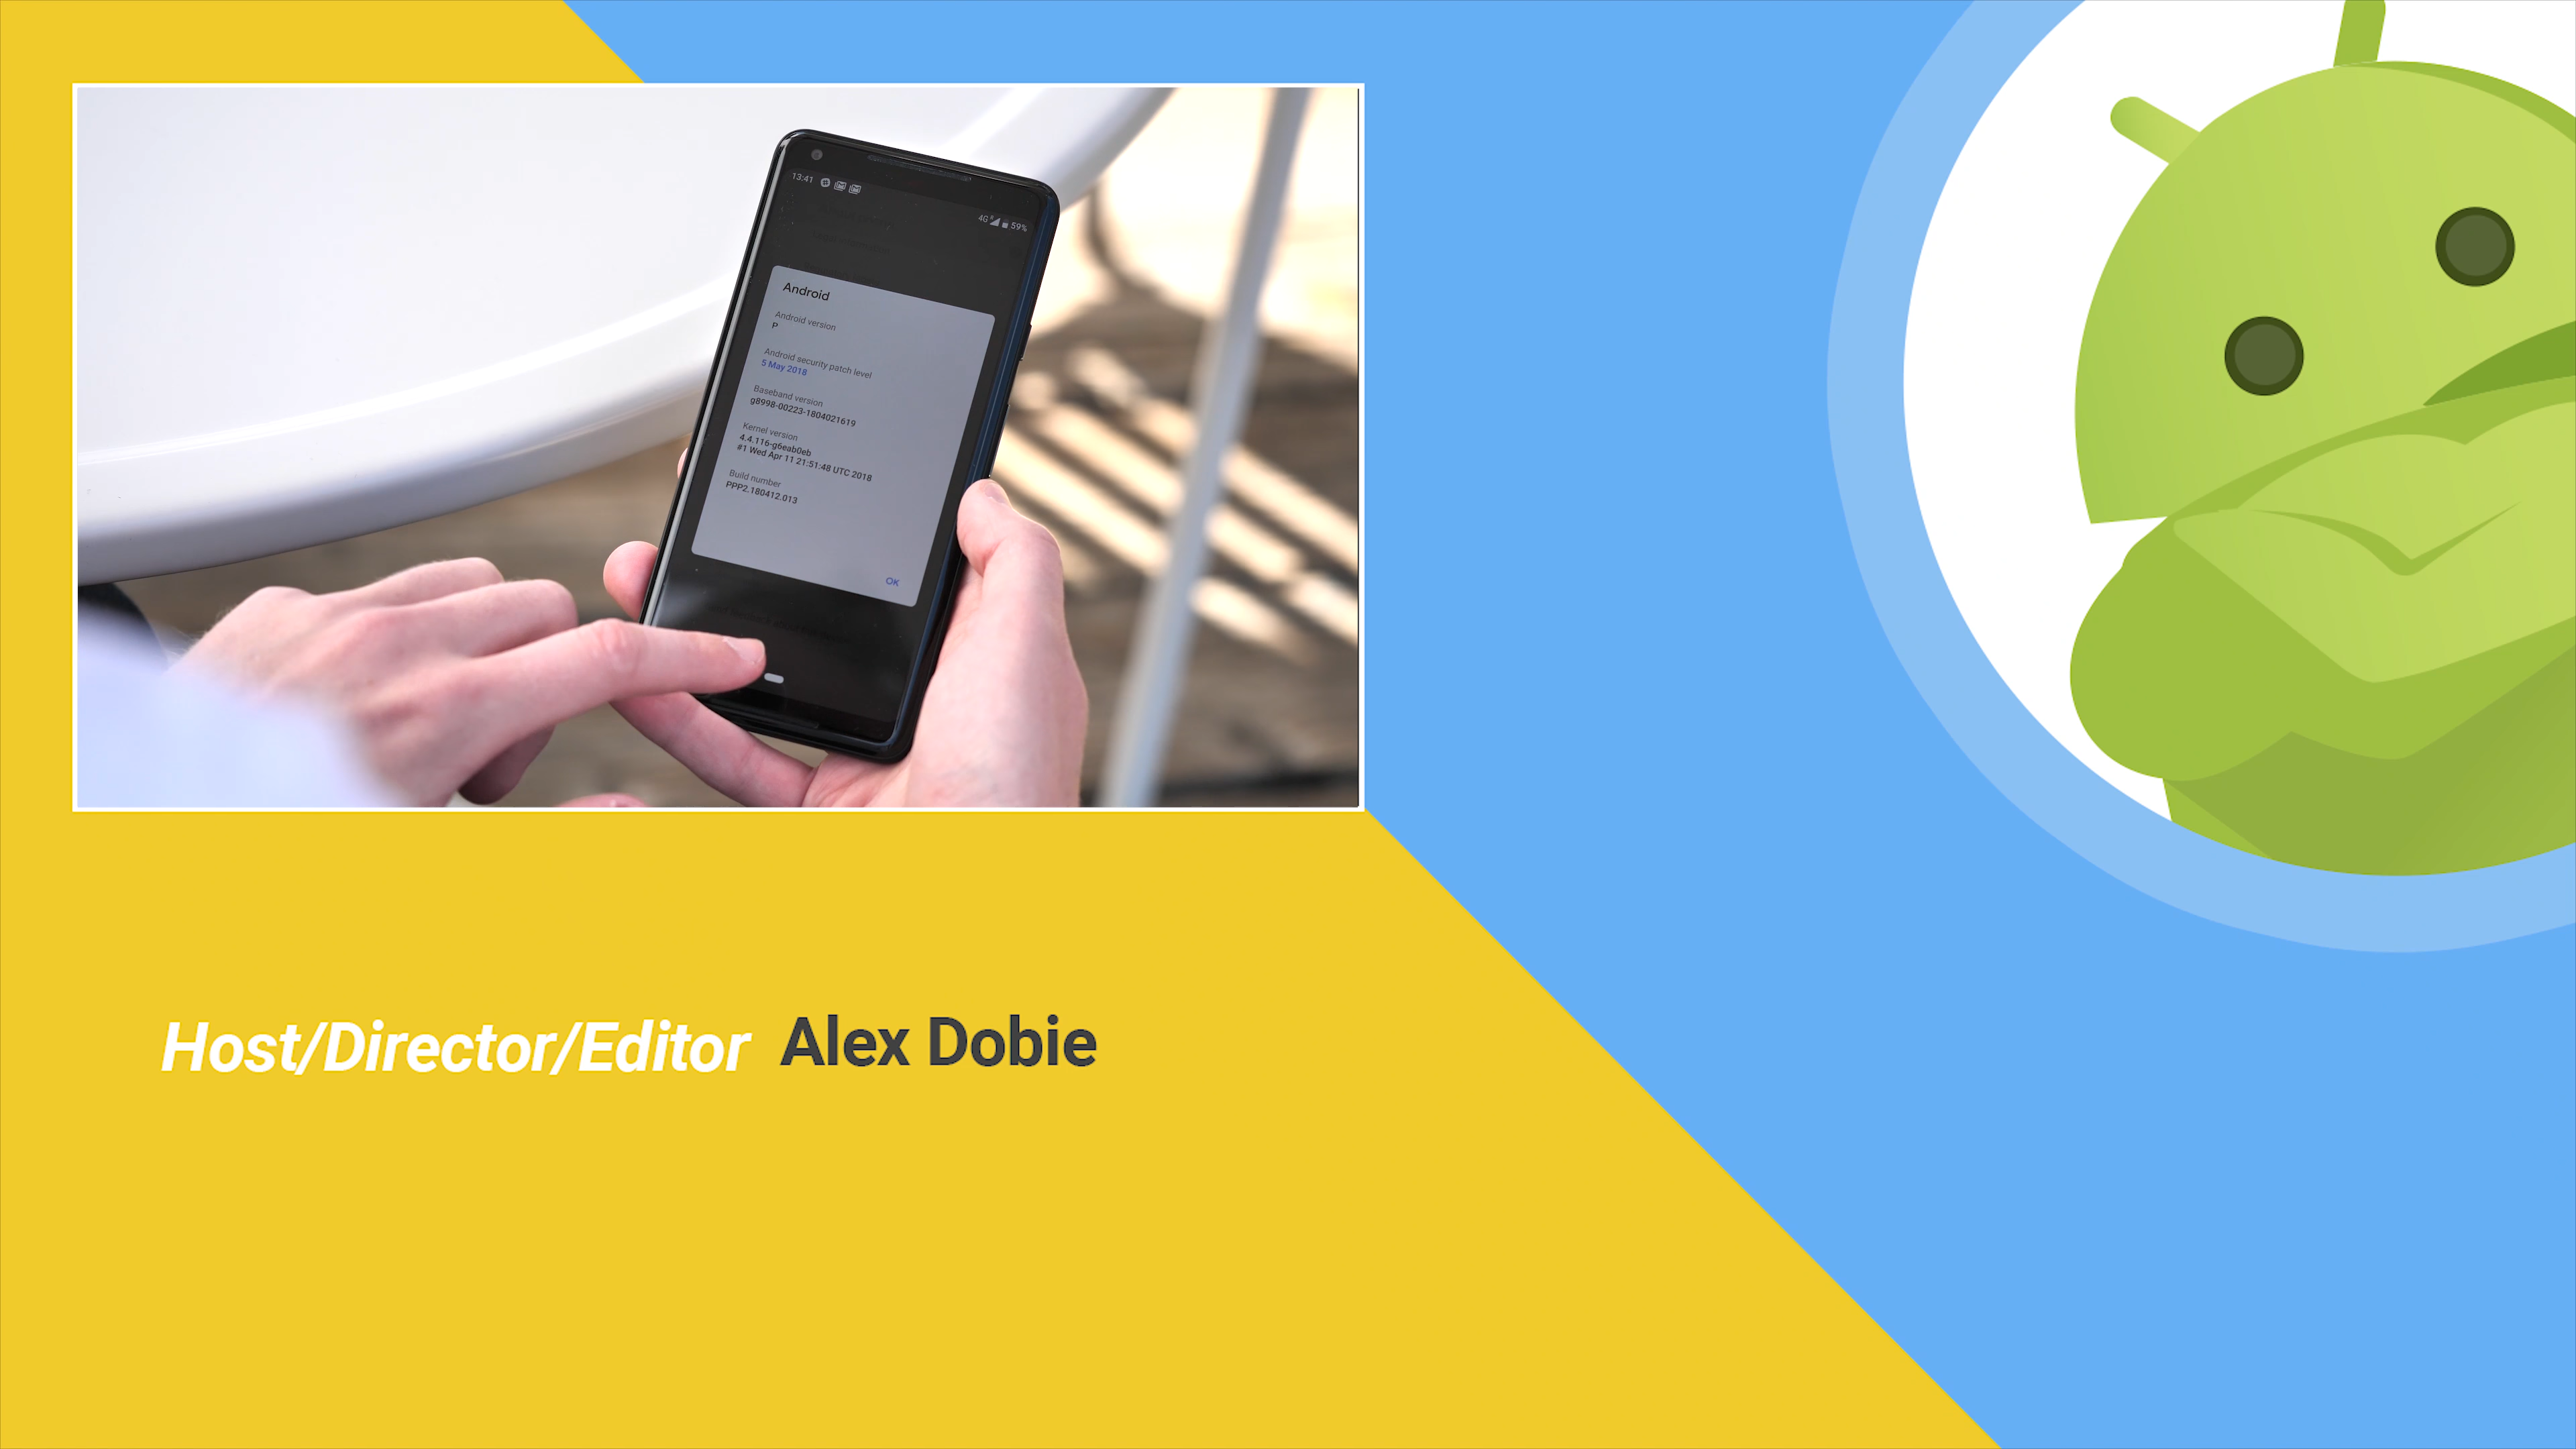 13:41
4G 59%
Android
Android version
P
Android security patch level
5 May 2018
Baseband version
g8998-00223-1804021619
Kernel version
4.4.116-g6eab0eb
#1 Wed Apr 11 21:51:48 UTC 2018
Build number
PPP2.180412.013
OK
Host/Director/Editor Alex Dobie